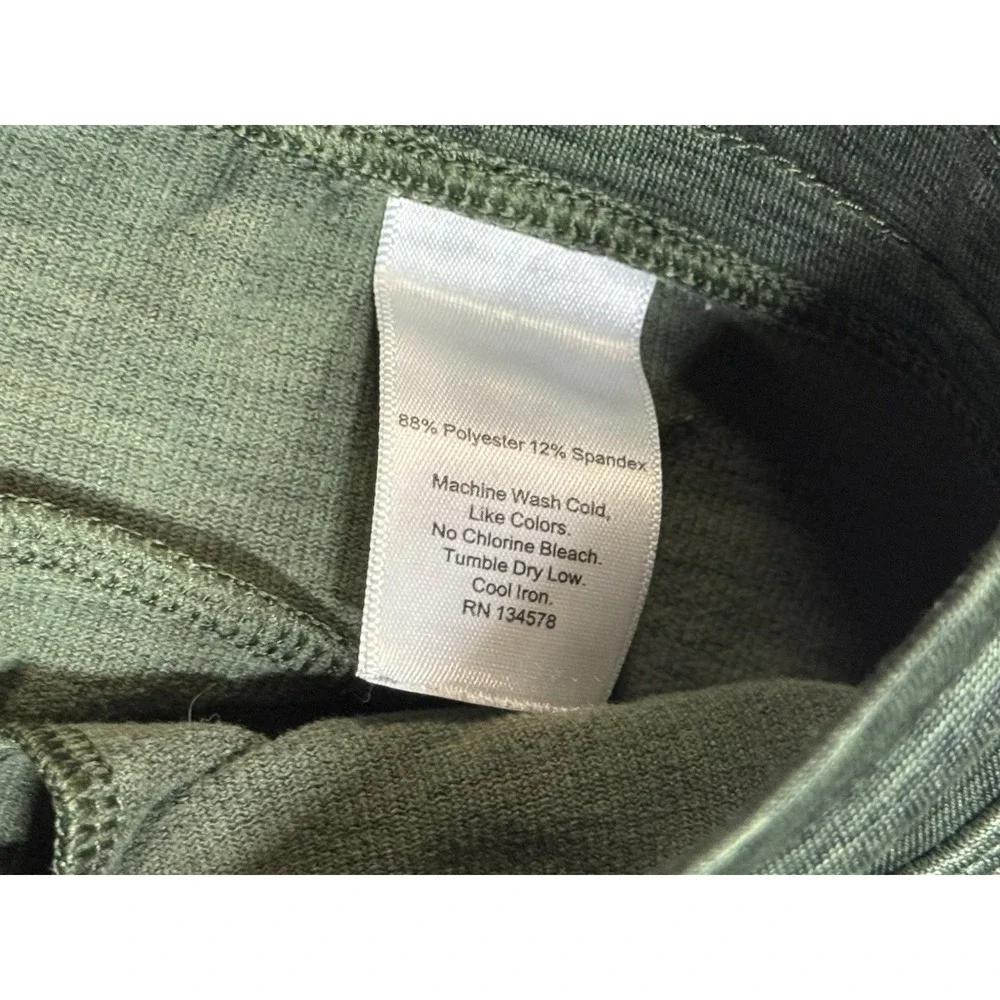 88% Polyester 12% Spandex
Machine Wash Cold,
Like Colors.
No Chlorine Bleach.
Tumble Dry Low.
Cool Iron.
RN 134578